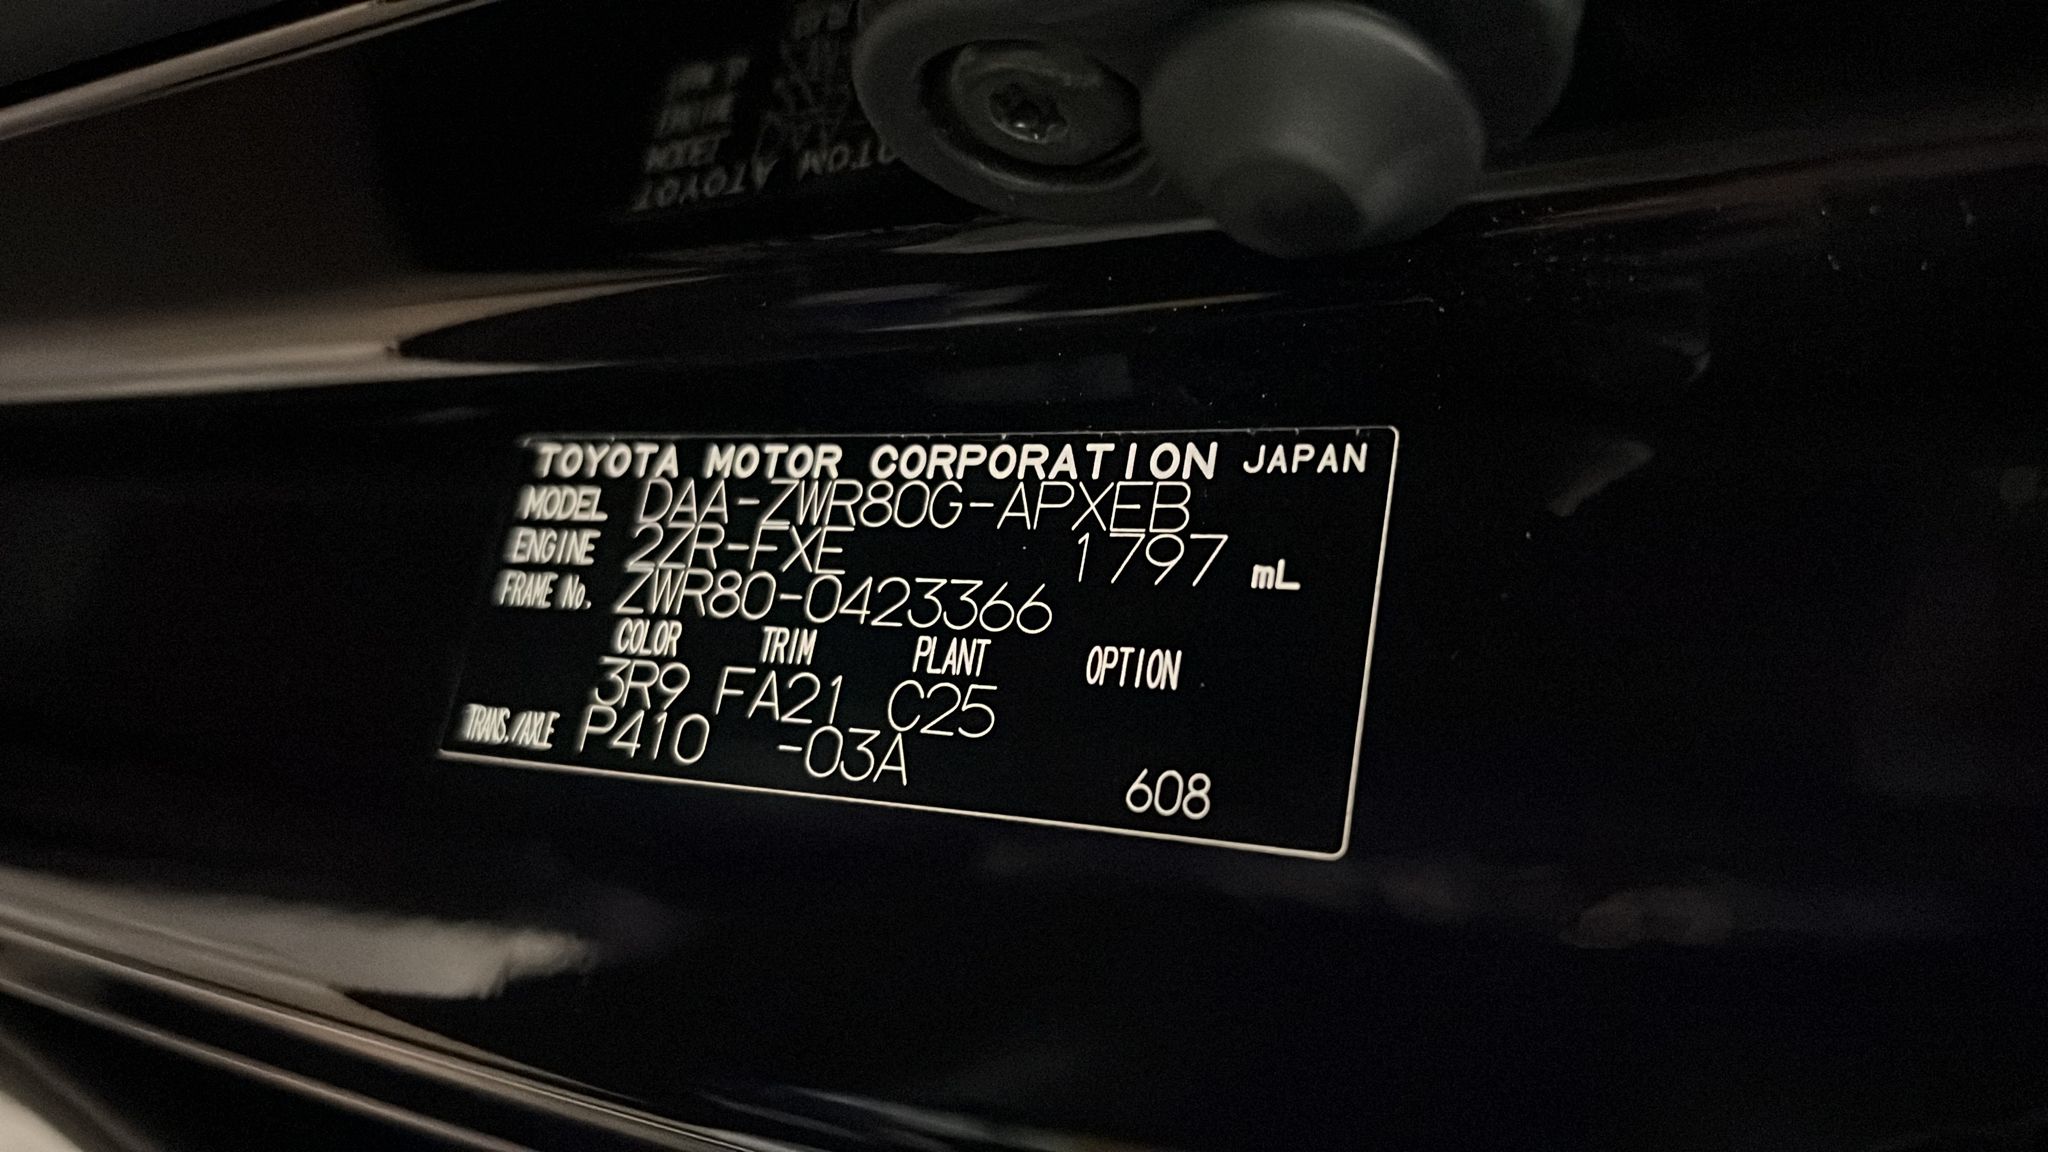 TOYOTA MOTOR CORPORATION JAPAN
MODEL DAA-ZWR80G-APXEB
ENGINE 2ZR-FXE 1797 mL
FRAME No. ZWR80-0423366
COLOR TRIM PLANT OPTION
3R9 FA21 C25
TRANS./AXLE P410 -03A
608